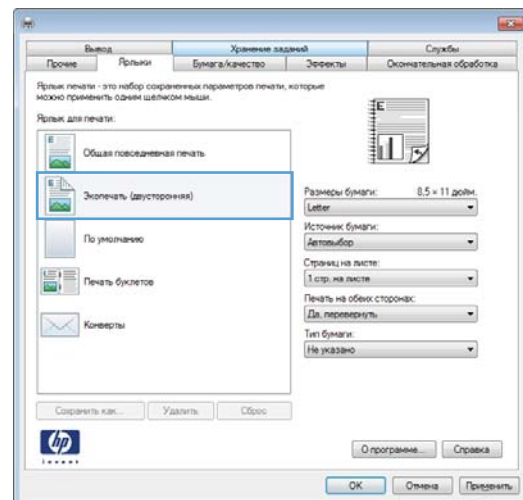 Вывод
Хранение заданий
Службы
Прочие
Ярлыки
Бумага/качество
Эффекты
Окончательная обработка
Ярлык печати - это набор сохраненных параметров печати, которые
можно применить одним щелчком мыши.
Ярлык для печати:
E
Общая повседневная печать
E
Экопечать (двусторонняя)
По умолчанию
Печать буклетов
Конверты
Сохранить как...
Удалить
Сброс
E
Размеры бумаги:
8,5 × 11 дюйм.
Letter
Источник бумаги:
Автовыбор
Страниц на листе:
1 стр. на листе
Печать на обеих сторонах:
Да, перевернуть
Тип бумаги:
Не указано
hp
invent
О программе...
Справка
OK
Отмена
Применить